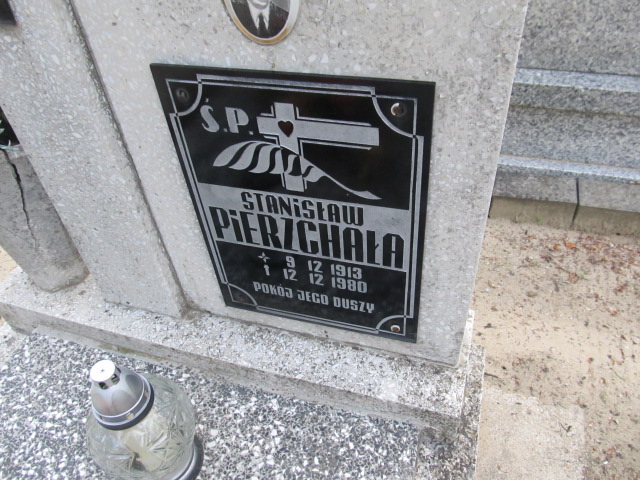 Ś.P.
STANISŁAW
PIERZCHAŁA
9 12 1913
12 12 1980
POKÓJ JEGO DUSZY